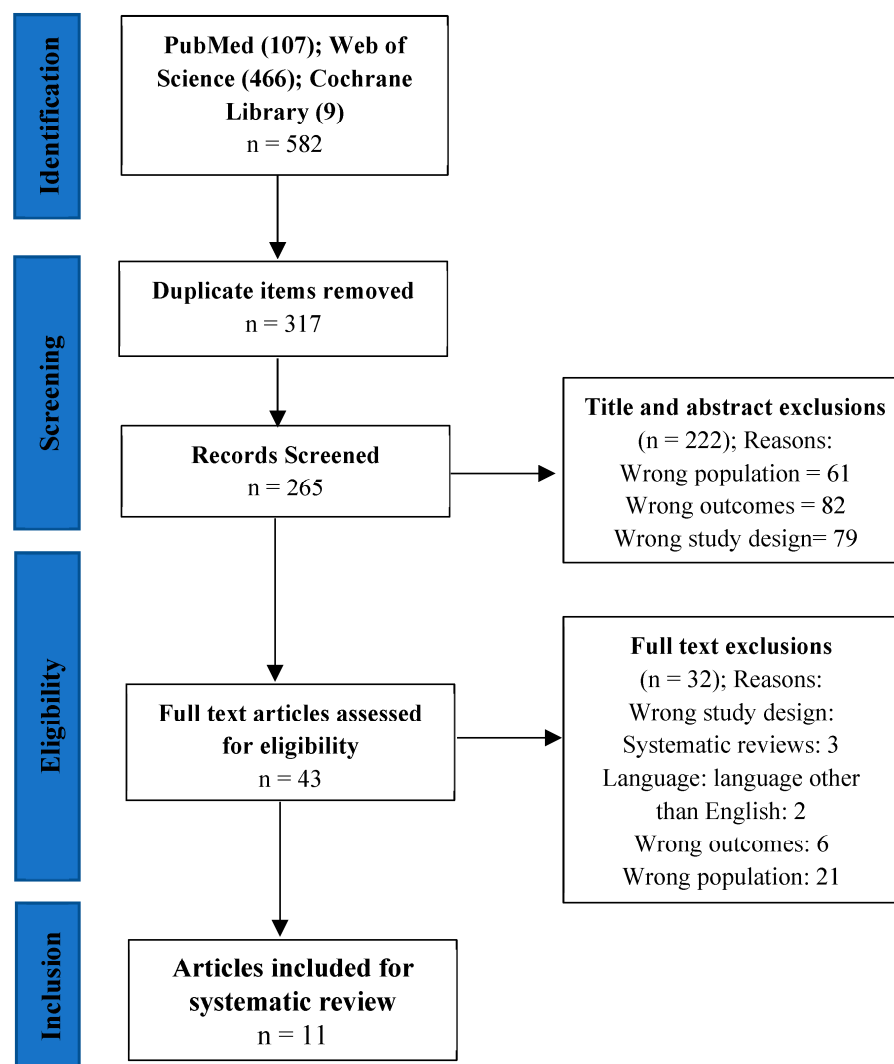 Identification
PubMed (107); Web of
Science (466); Cochrane
Library (9)
n = 582
Screening
Duplicate items removed
n = 317
Records Screened
n = 265
Title and abstract exclusions
(n = 222); Reasons:
Wrong population = 61
Wrong outcomes = 82
Wrong study design= 79
Eligibility
Full text articles assessed
for eligibility
n = 43
Full text exclusions
(n = 32); Reasons:
Wrong study design:
Systematic reviews: 3
Language: language other
than English: 2
Wrong outcomes: 6
Wrong population: 21
Inclusion
Articles included for
systematic review
n = 11